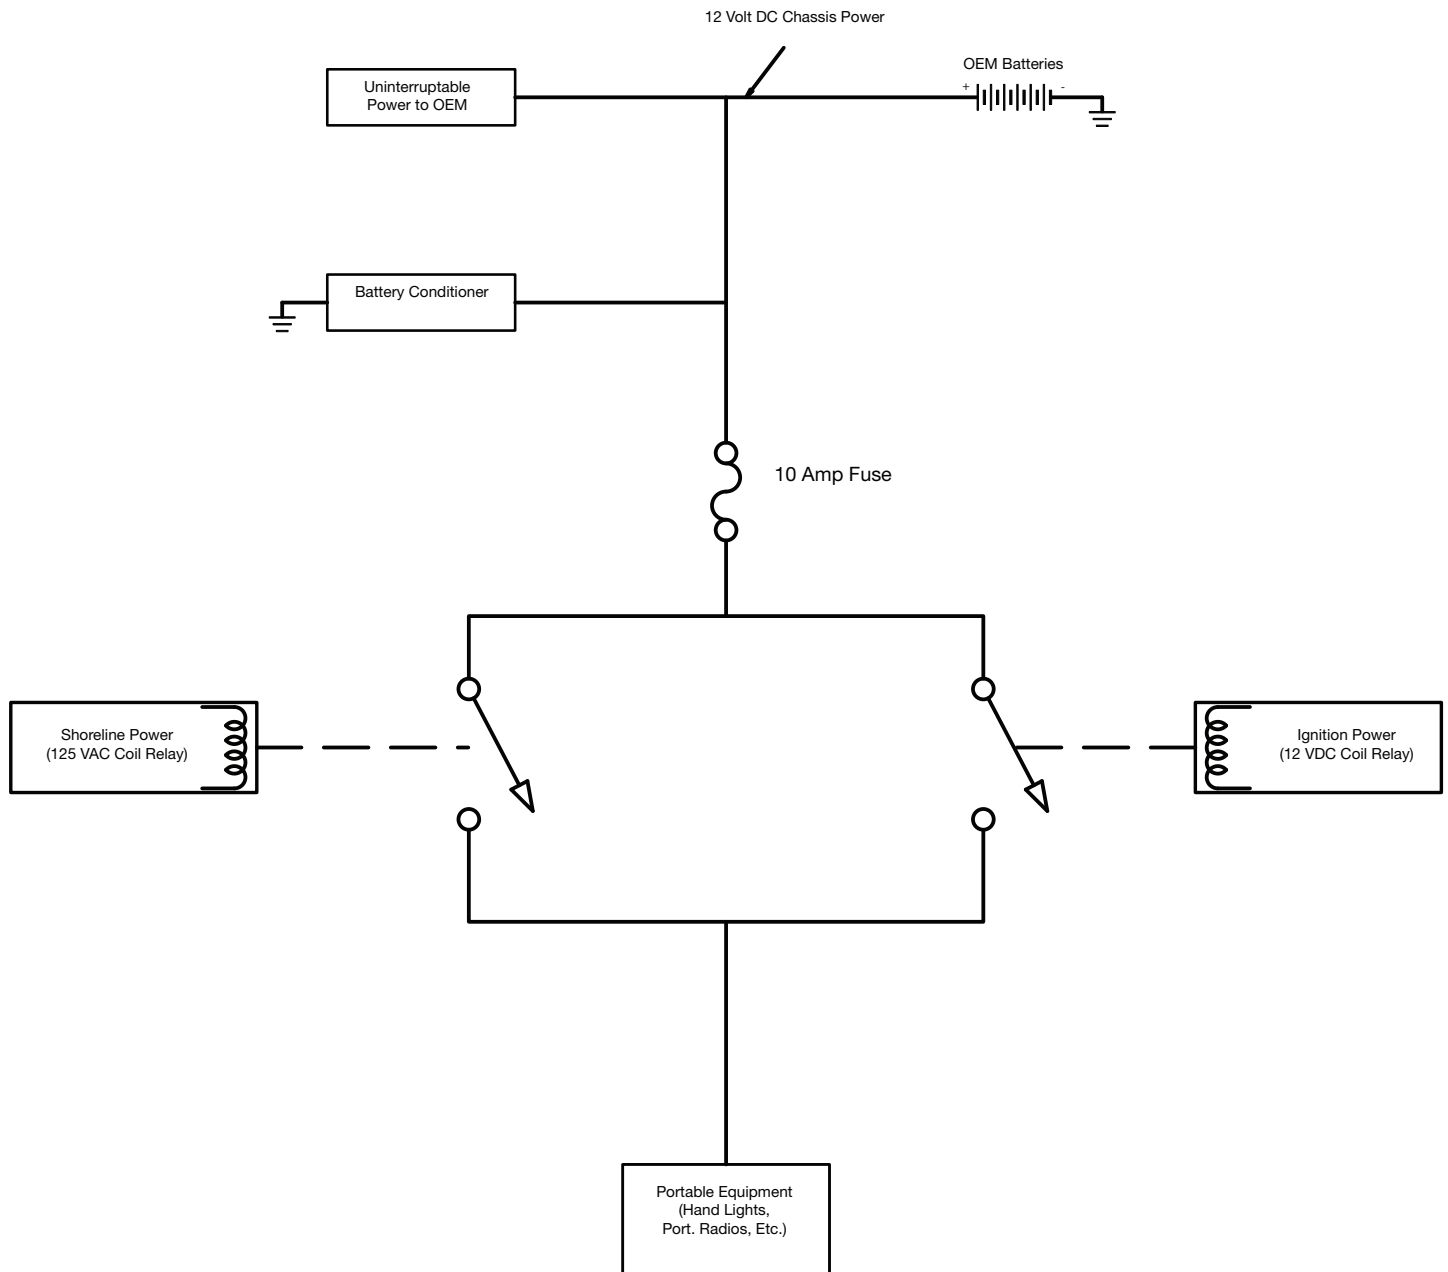 12 Volt DC Chassis Power
OEM Batteries
+ -
Uninterruptable
Power to OEM
Battery Conditioner
10 Amp Fuse
Shoreline Power
(125 VAC Coil Relay)
Ignition Power
(12 VDC Coil Relay)
Portable Equipment
(Hand Lights,
Port. Radios, Etc.)